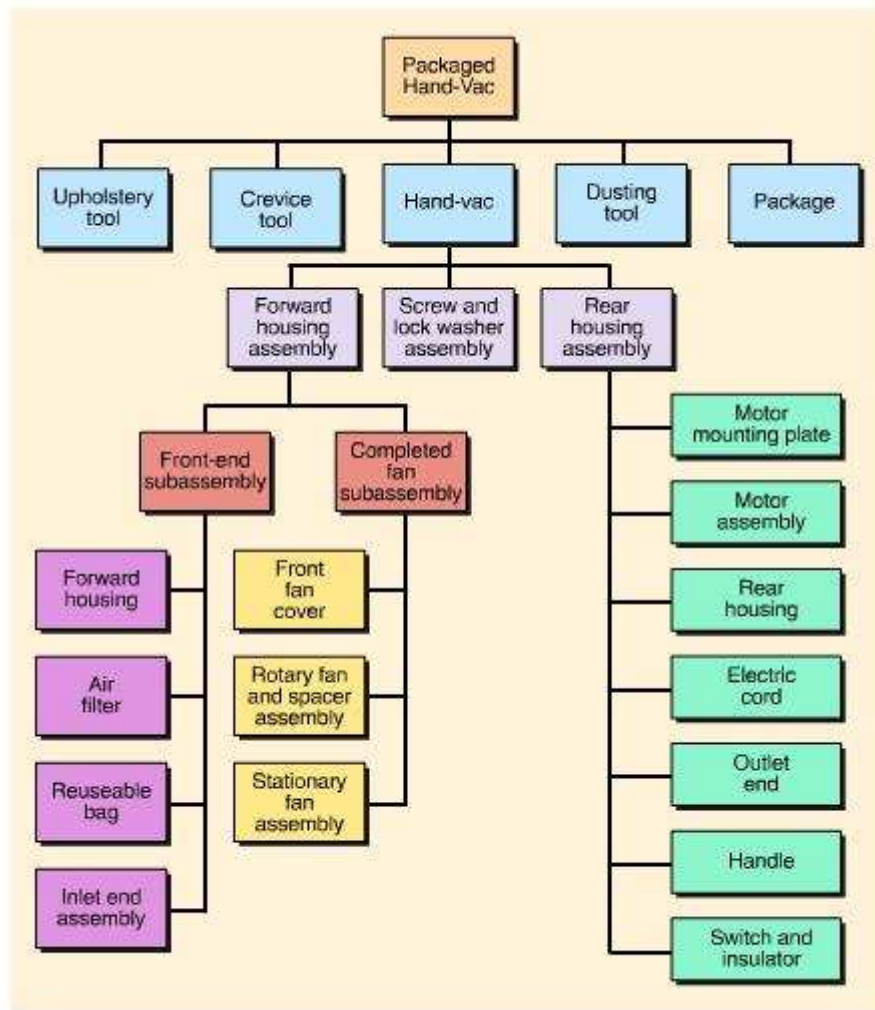 Packaged
Hand-Vac
Upholstery
tool
Crevice
tool
Hand-vac
Dusting
tool
Package
Forward
housing
assembly
Screw and
lock washer
assembly
Rear
housing
assembly
Front-end
subassembly
Completed
fan
subassembly
Forward
housing
Air
filter
Reuseable
bag
Inlet end
assembly
Front
fan
cover
Rotary fan
and spacer
assembly
Stationary
fan
assembly
Motor
mounting plate
Motor
assembly
Rear
housing
Electric
cord
Outlet
end
Handle
Switch and
insulator